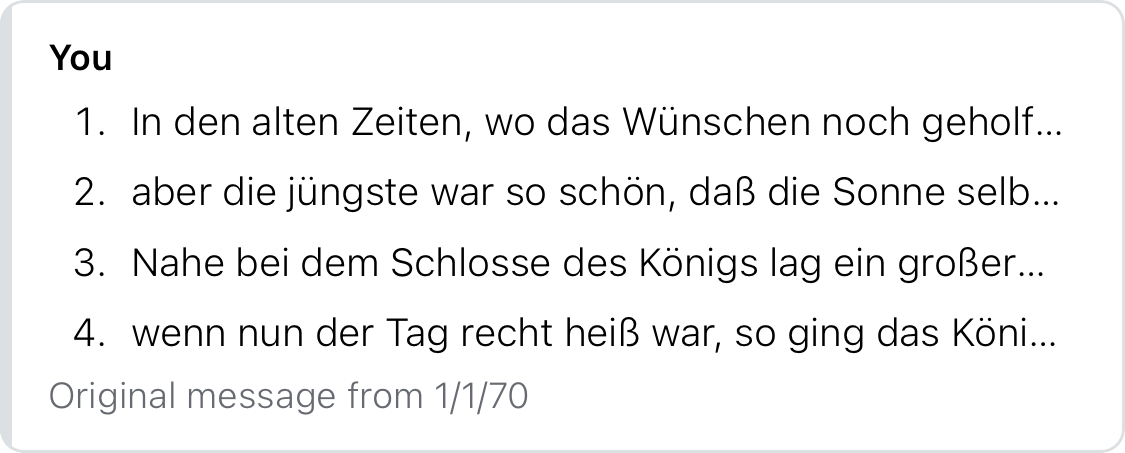 You
1. In den alten Zeiten, wo das Wünschen noch geholf...
2. aber die jüngste war so schön, daß die Sonne selb...
3. Nahe bei dem Schlosse des Königs lag ein großer...
4. wenn nun der Tag recht heiß war, so ging das Köni...
Original message from 1/1/70